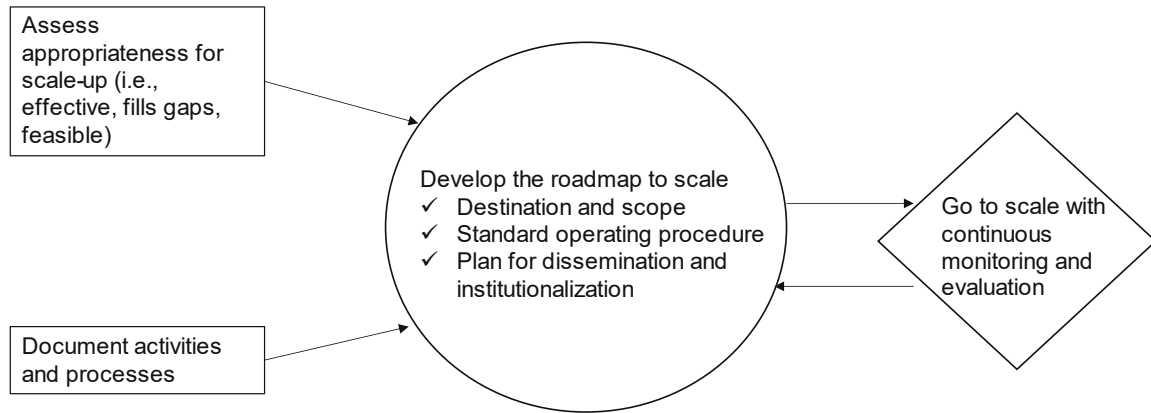 Assess
appropriateness for
scale-up (i.e.,
effective, fills gaps,
feasible)
Document activities
and processes
Develop the roadmap to scale
✓ Destination and scope
✓ Standard operating procedure
✓ Plan for dissemination and
institutionalization
Go to scale with
continuous
monitoring and
evaluation